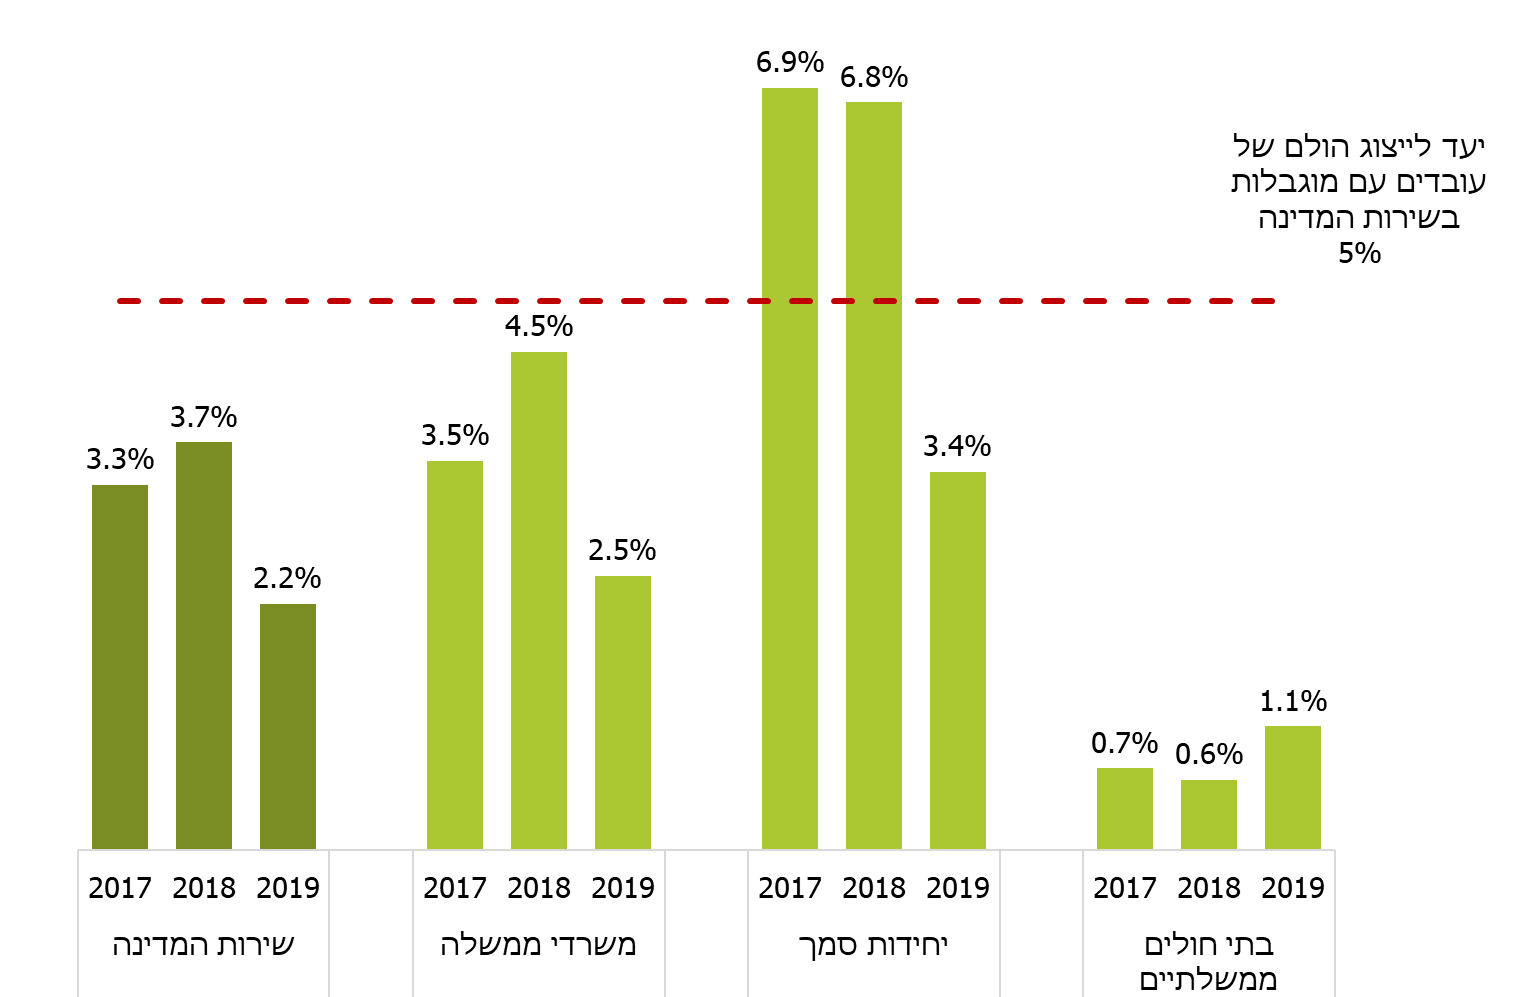 6.9%
6.8%
יעד לייצוג הולם של
עובדים עם מוגבלות
בשירות המדינה
5%
4.5%
3.7%
3.5%
3.4%
3.3%
2.5%
2.2%
1.1%
0.7%
0.6%
2017 2018 2019 2017 2018 2019 2017 2018 2019 2017 2018 2019
שירות המדינה
משרדי ממשלה
יחידות סמך
בתי חולים
ממשלתיים